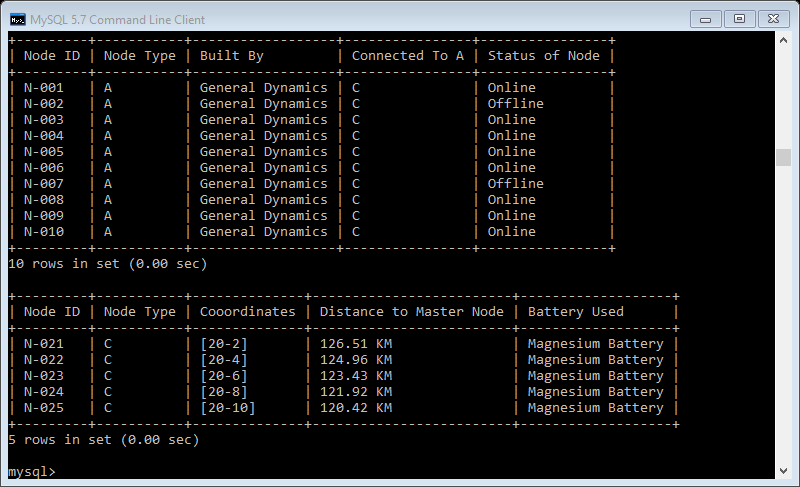 MySQL 5.7 Command Line Client
+---------+-----------+------------------+----------------+----------------+
| Node ID | Node Type | Built By         | Connected To A | Status of Node |
+---------+-----------+------------------+----------------+----------------+
| N-001   | A         | General Dynamics | C              | Online         |
| N-002   | A         | General Dynamics | C              | Offline        |
| N-003   | A         | General Dynamics | C              | Online         |
| N-004   | A         | General Dynamics | C              | Online         |
| N-005   | A         | General Dynamics | C              | Online         |
| N-006   | A         | General Dynamics | C              | Online         |
| N-007   | A         | General Dynamics | C              | Offline        |
| N-008   | A         | General Dynamics | C              | Online         |
| N-009   | A         | General Dynamics | C              | Online         |
| N-010   | A         | General Dynamics | C              | Online         |
+---------+-----------+------------------+----------------+----------------+
10 rows in set (0.00 sec)
+---------+-----------+--------------+-------------------------+-------------------+
| Node ID | Node Type | Cooordinates | Distance to Master Node | Battery Used      |
+---------+-----------+--------------+-------------------------+-------------------+
| N-021   | C         | [20-2]       | 126.51 KM               | Magnesium Battery |
| N-022   | C         | [20-4]       | 124.96 KM               | Magnesium Battery |
| N-023   | C         | [20-6]       | 123.43 KM               | Magnesium Battery |
| N-024   | C         | [20-8]       | 121.92 KM               | Magnesium Battery |
| N-025   | C         | [20-10]      | 120.42 KM               | Magnesium Battery |
+---------+-----------+--------------+-------------------------+-------------------+
5 rows in set (0.00 sec)
mysql>